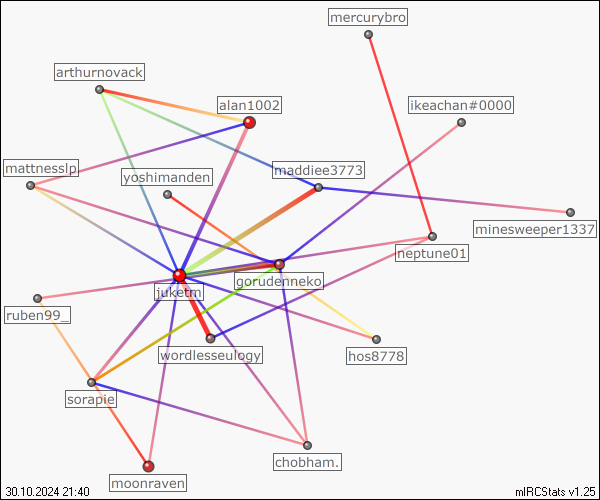 mercurybro
arthurnovack
ikeachan#0000
alan1002
mattnesslp
yoshimanden
maddiee3773
minesweeper1337
neptune01
gorudenneko
juketm
ruben99_
wordlesseulogy
hos8778
sorapie
chobham.
moonraven
30.10.2024 21:40
mIRCStats v1.25